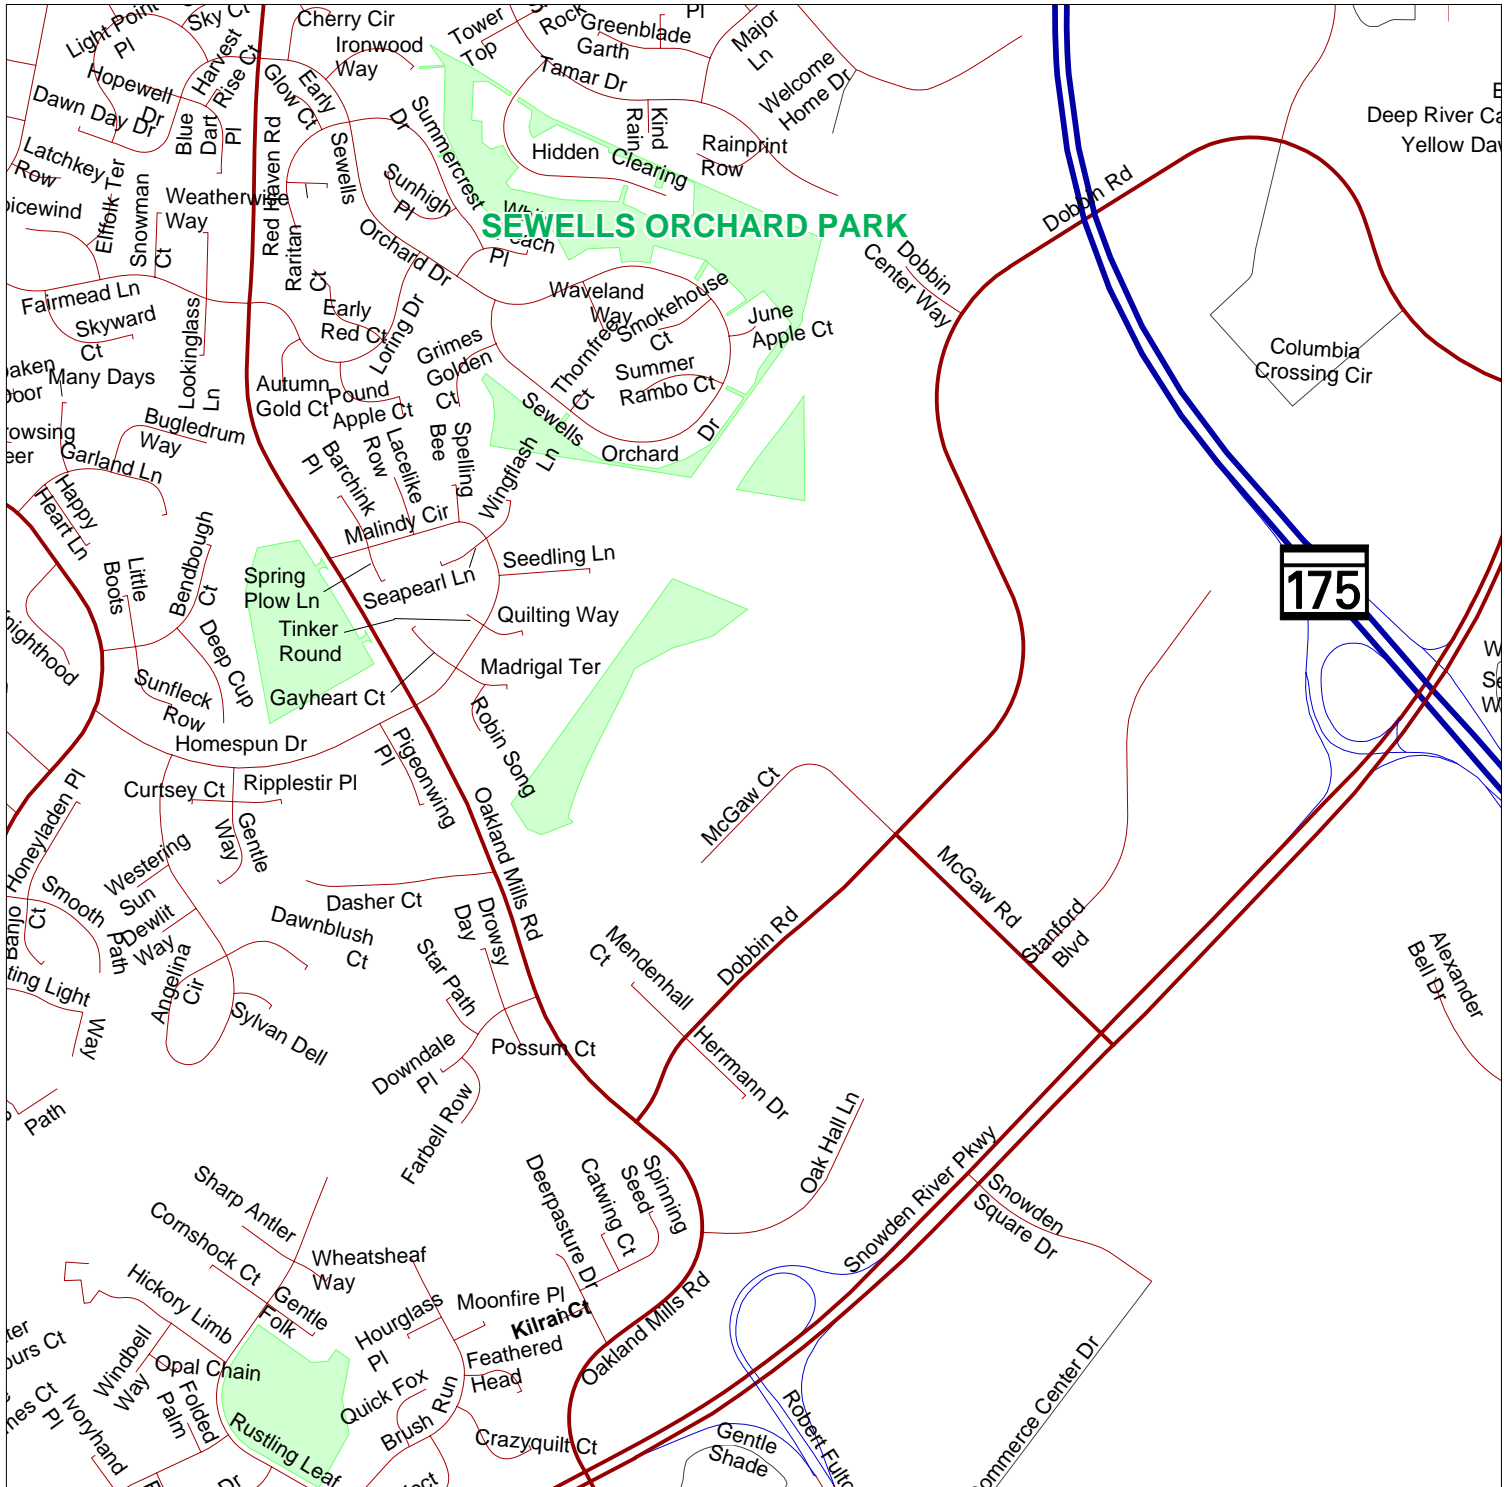 Light Point
Pl
Sky Ct
Cherry Cir
Ironwood
Way
Tower
Top
Rock
Greenblade
Garth
Pl
Major
Ln
Welcome
Home Dr
Tamar Dr
Harvest
Rise Ct
Glow Ct
Early
Hopewell
Dr
Dawn Day Dr
Blue
Dart
Pl
Latchkey
Row
Eliffolk Ter
Snowman
Ct
Weatherwise
Way
Red Haven Rd
Raritan
Ct
Sewells
Orchard Dr
Sunhigh
Pl
Summercrest
Dr
Kind
Rain
Rainprint
Row
Hidden Clearing
SEWELLS ORCHARD PARK
Pl
Deep River
Dobbin Rd
Dobbin
Center Way
Fairmead Ln
Skyward
Ct
Lookinglass
Ln
Early
Red Ct
Loring Dr
Waveland
Way
Smokehouse
Ct
Thornfree
Ct
June
Apple Ct
Summer
Rambo Ct
Grimes
Golden
Ct
Many Days
Autumn
Gold Ct
Pound
Apple Ct
Bugledrum
Way
Garland Ln
Happy
Heart Ln
Barchink
Pl
Lacelike
Row
Spelling
Bee
Wingflash
Ln
Sewells
Orchard
Dr
Columbia
Crossing Cir
Malindy Cir
Seedling Ln
Seapearl Ln
Spring
Plow Ln
Tinker
Round
Quilting Way
Madrigal Ter
Gayheart Ct
Little
Boots
Bendbough
Ct
Deep Cup
Sunfleck
Row
Homespun Dr
Pigeonwing
Pl
Robin Song
175
Curtsey Ct
Ripplestir Pl
Gentle
Way
Honeyladen Pl
Westering
Sun
Smooth
Path
Dewlit
Way
Banjo
Ct
Way
Angelina
Cir
Sylvan Dell
Dasher Ct
Dawnblush
Ct
Drowsy
Day
Star Path
Oakland Mills Rd
Possum Ct
Downdale
Pl
Farbell Row
McGaw Ct
McGaw Rd
Stanford
Blvd
Dobbin Rd
Mendenhall
Ct
Herrmann Dr
Alexander
Bell Dr
Path
Oak Hall Ln
Snowden River Pkwy
Snowden
Square Dr
Spinning
Seed
Catwing Ct
Deerpasture Dr
Sharp Antler
Cornshock Ct
Wheatsheaf
Way
Hickory Limb
Gentle
Folk
Hourglass
Pl
Moonfire Pl
Kilrai Ct
Feathered
Head
Oakland Mills Rd
Windbell
Way
Opal Chain
Folded
Palm
Ivoryhand
Pl
Quick Fox
Brush Run
Crazyquilt Ct
Rustling Leaf
Dr
Gentle
Shade
Robert